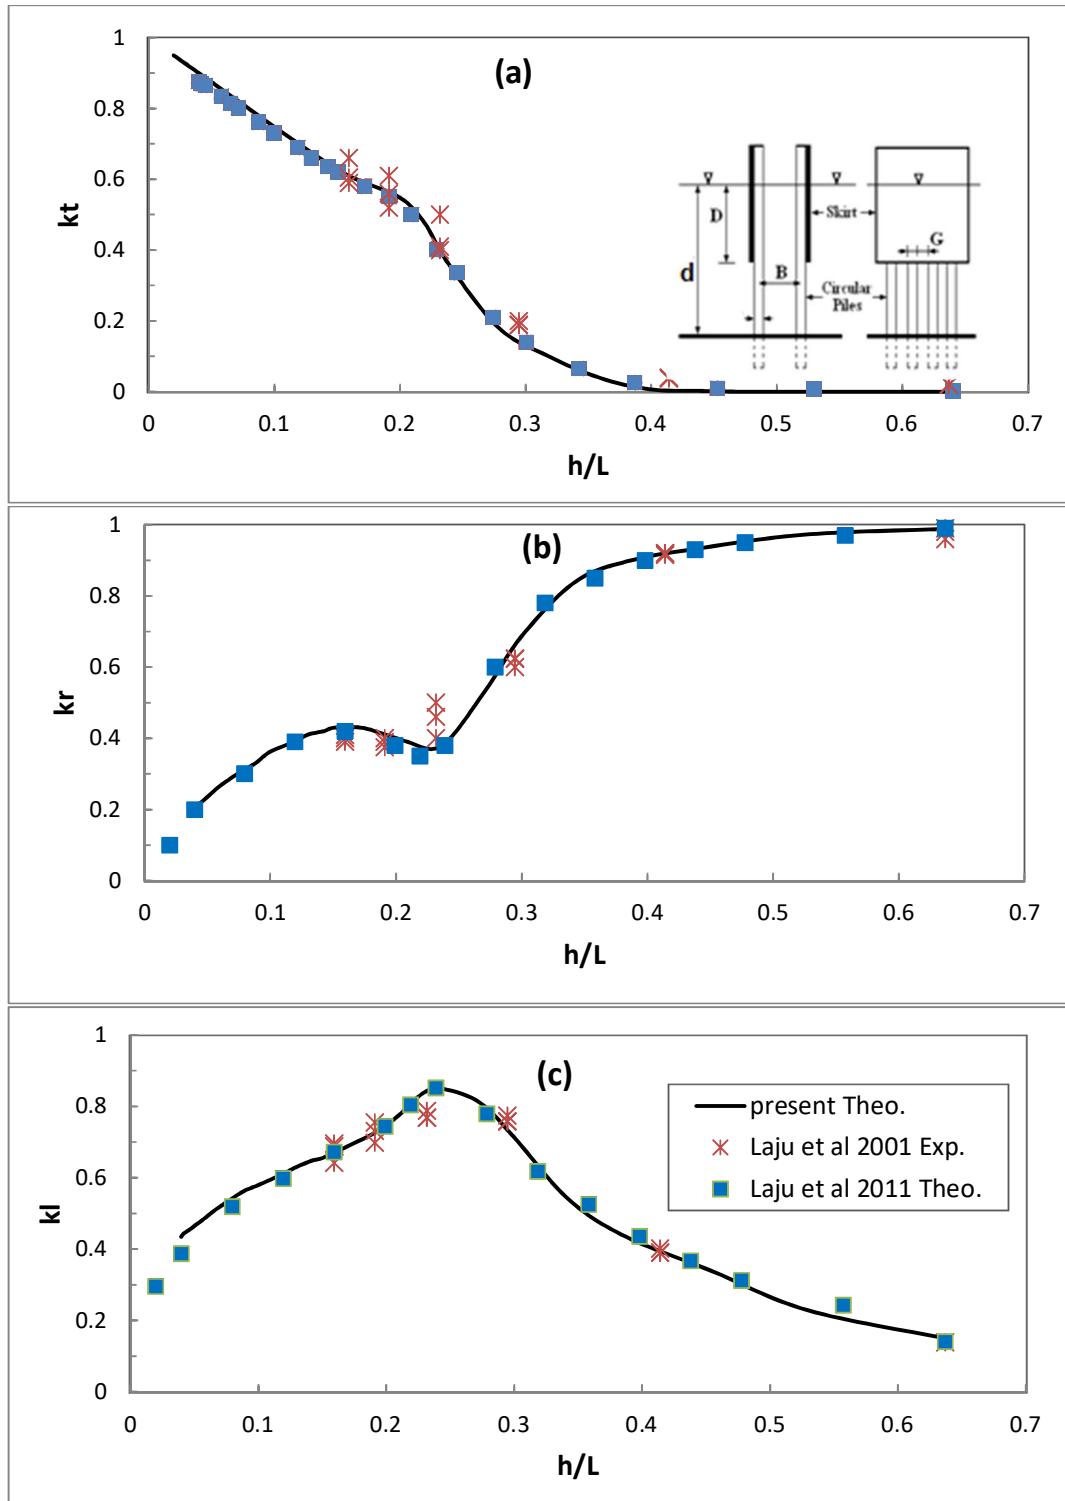 1
0.8
0.6
0.4
0.2
0
kt
(a)
D
Skirt
G
d
B
Circular
Piles
0 0.1 0.2 0.3 0.4 0.5 0.6 0.7
h/L
1
0.8
0.6
0.4
0.2
0
kr
(b)
0 0.1 0.2 0.3 0.4 0.5 0.6 0.7
h/L
1
0.8
0.6
0.4
0.2
0
kl
(c)
present Theo.
Laju et al 2001 Exp.
Laju et al 2011 Theo.
0 0.1 0.2 0.3 0.4 0.5 0.6 0.7
h/L